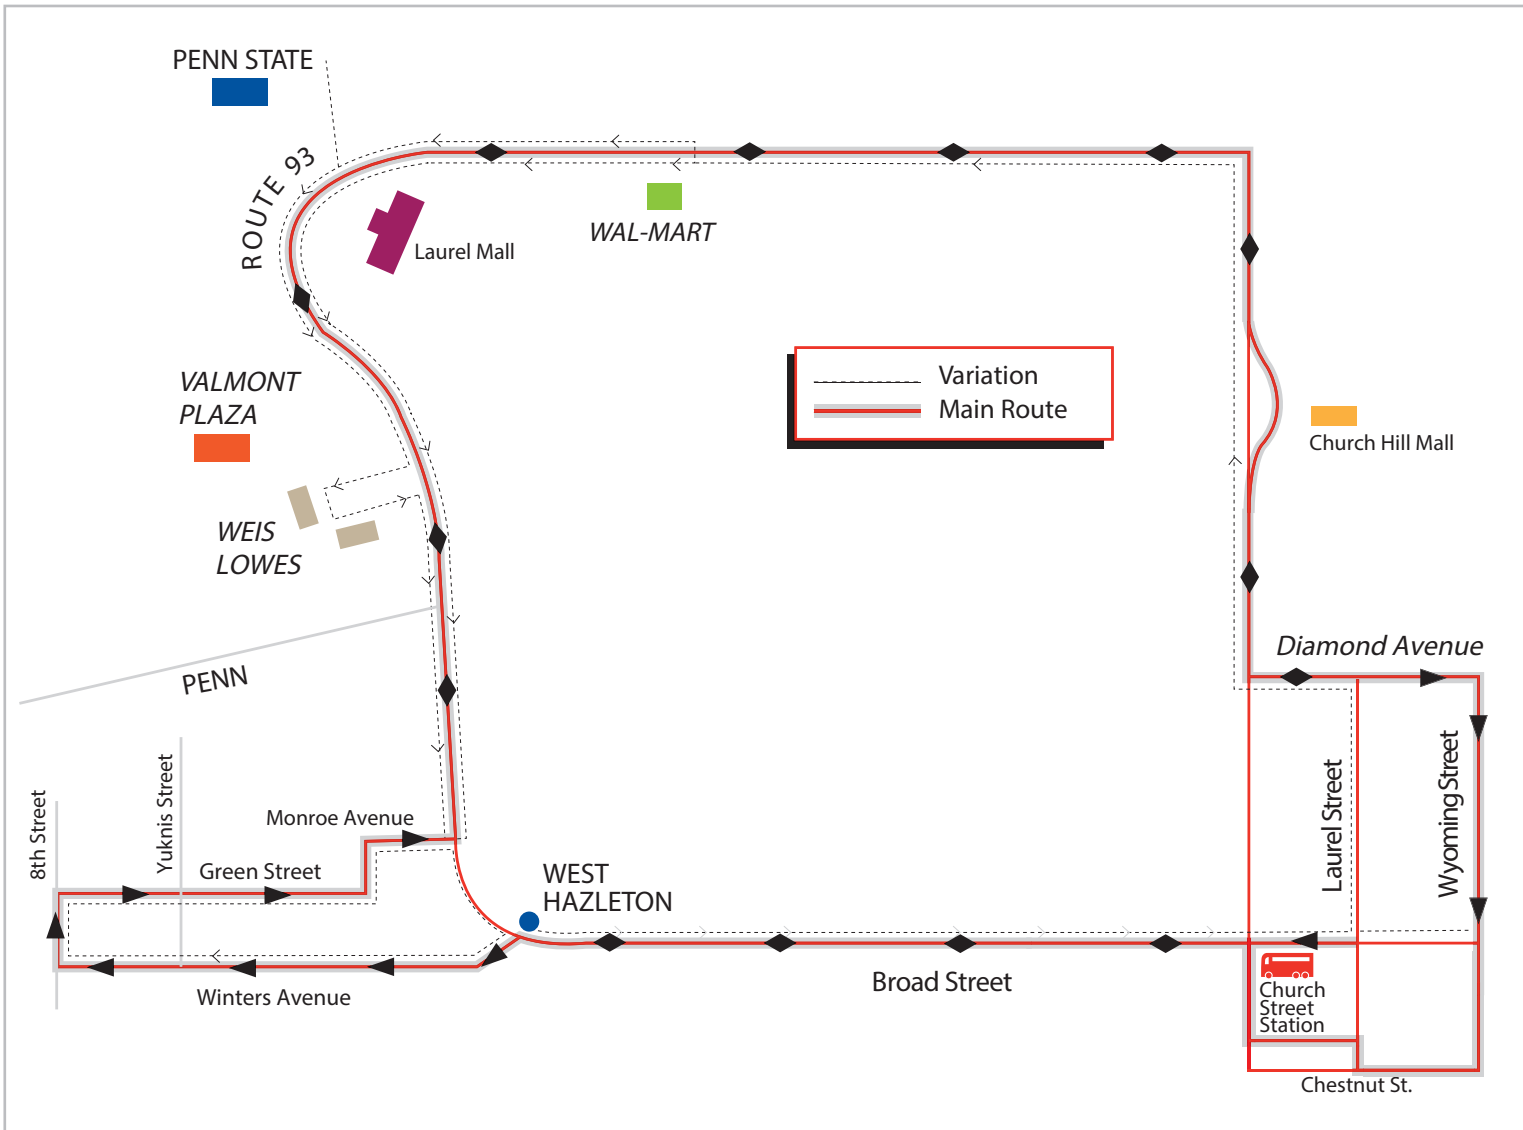 PENN STATE
ROUTE 93
Laurel Mall
WAL-MART
VALMONT
PLAZA
Variation
Main Route
Church Hill Mall
WEIS
LOWES
Diamond Avenue
PENN
Laurel Street
Wyoming Street
8th Street
Yuknis Street
Monroe Avenue
Green Street
WEST
HAZLETON
Winters Avenue
Broad Street
Church
Street
Station
Chestnut St.